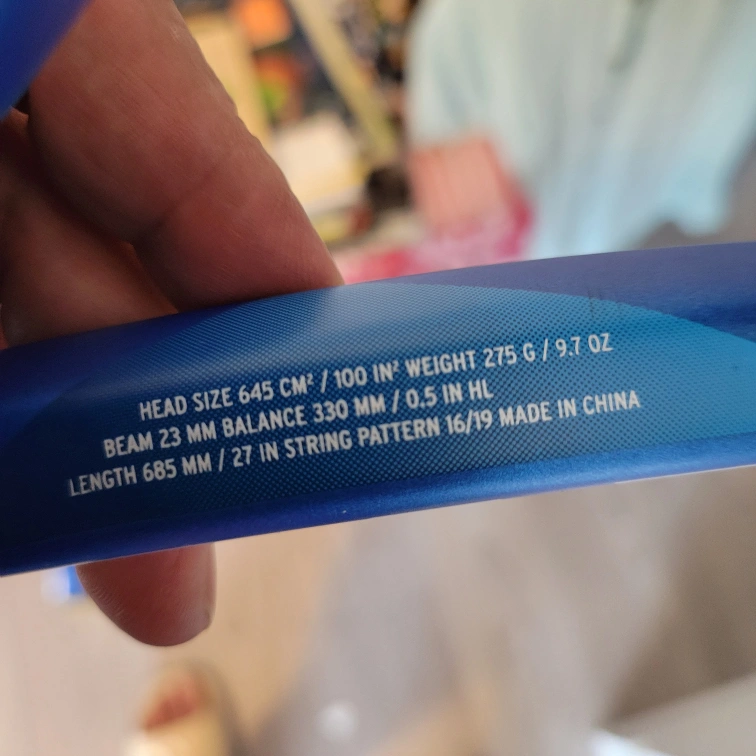 HEAD SIZE 645 CM² / 100 IN² WEIGHT 275 G / 9.7 OZ
BEAM 23 MM BALANCE 330 MM / 0.5 IN HL
LENGTH 685 MM / 27 IN STRING PATTERN 16/19 MADE IN CHINA